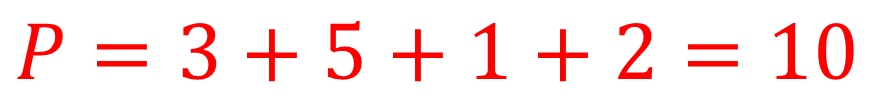 P = 3 + 5 + 1 + 2 = 10